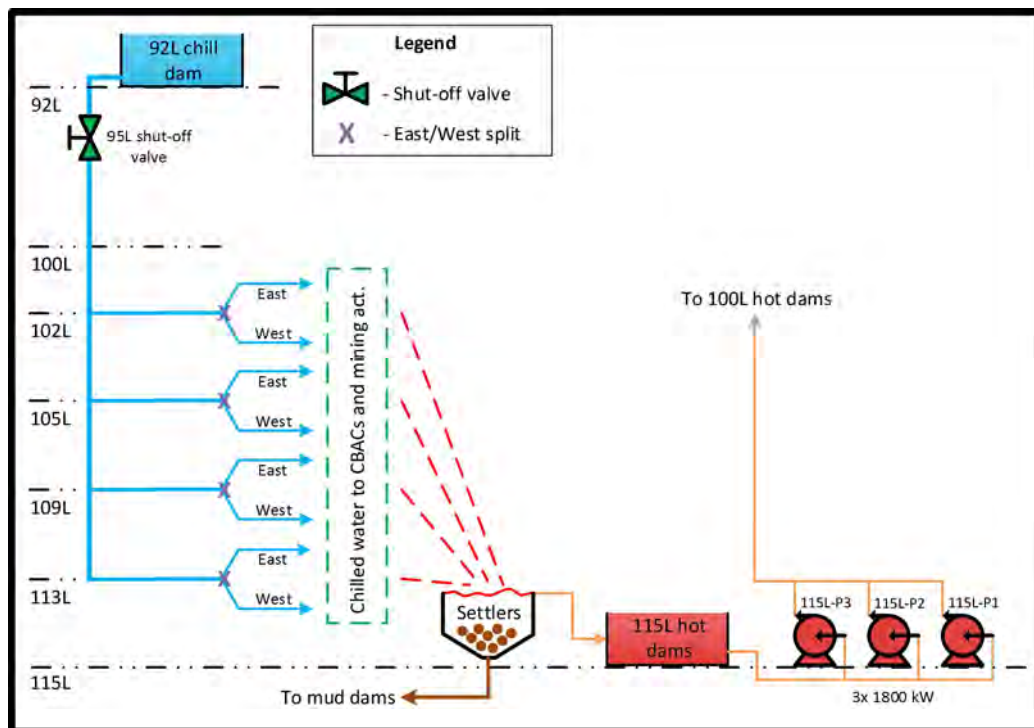 92L chill
dam
Legend
- Shut-off valve
X - East/West split
92L
95L shut-off
valve
100L
East
West
102L
East
West
105L
East
West
109L
East
West
113L
Chilled water to CBACs and mining act.
To 100L hot dams
Settlers
115L hot
dams
115L-P3
115L-P2
115L-P1
115L
To mud dams
3x 1800 kW